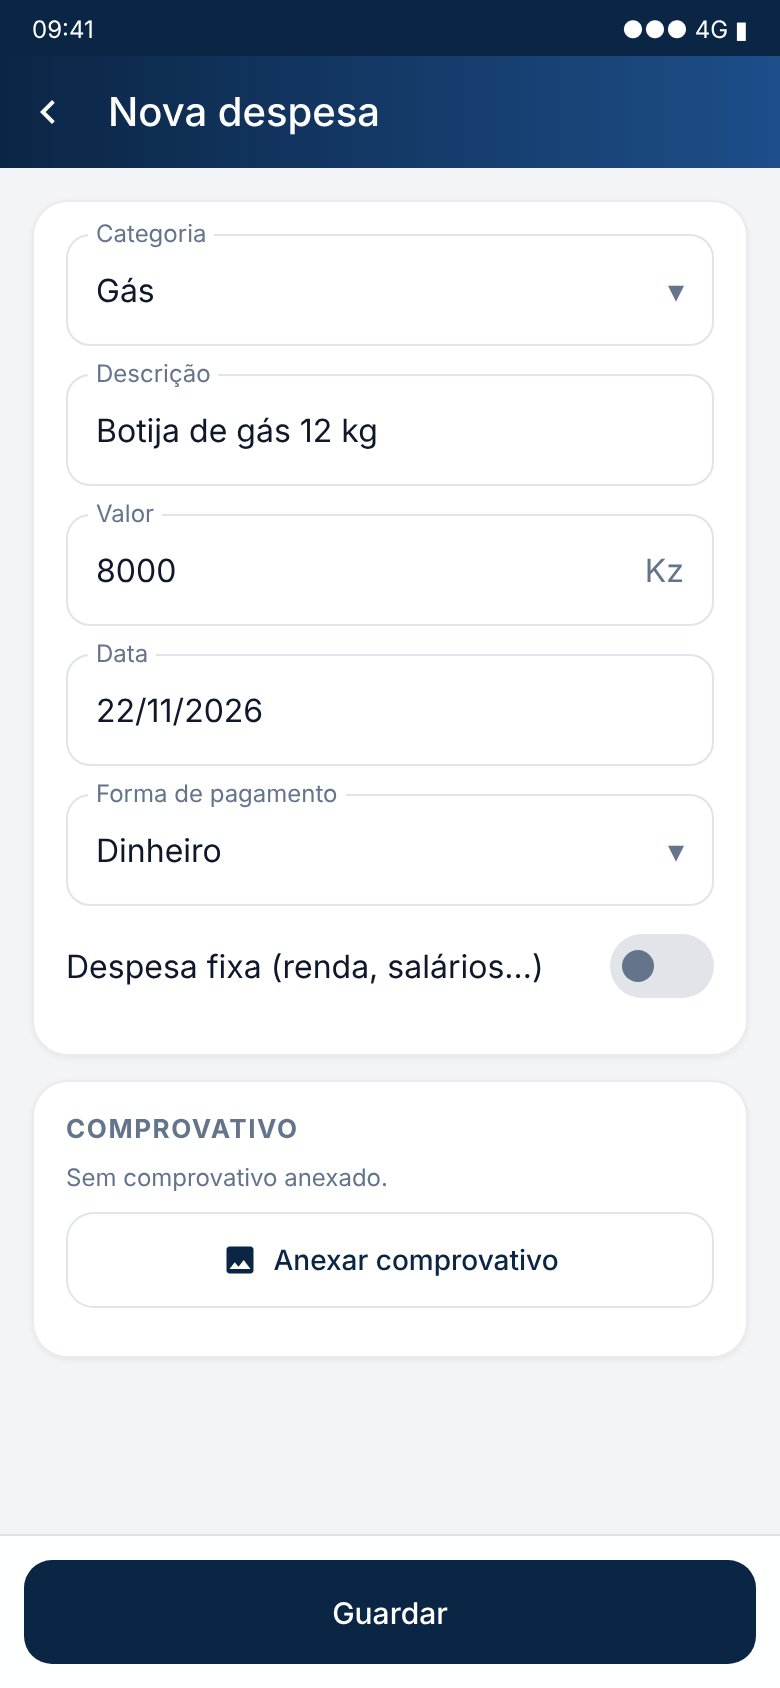 09:41
4G
Nova despesa
Categoria
Gás
Descrição
Botija de gás 12 kg
Valor
8000 Kz
Data
22/11/2026
Forma de pagamento
Dinheiro
Despesa fixa (renda, salários...)
COMPROVATIVO
Sem comprovativo anexado.
Anexar comprovativo
Guardar